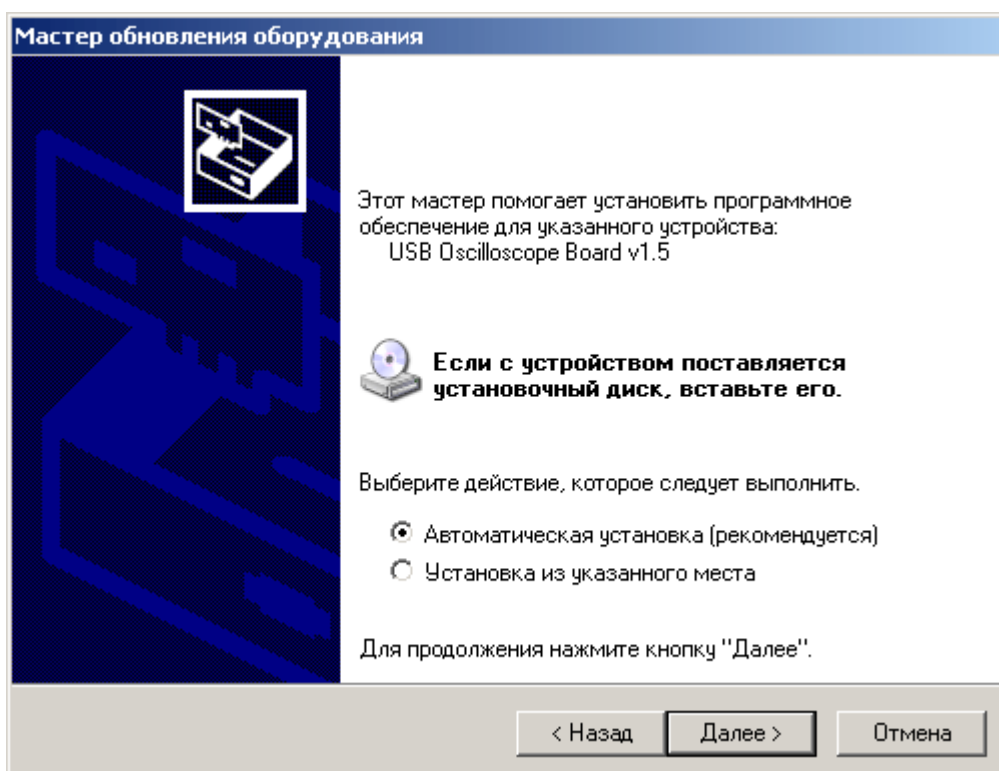 Мастер обновления оборудования
Этот мастер помогает установить программное
обеспечение для указанного устройства:
USB Oscilloscope Board v1.5
Если с устройством поставляется
установочный диск, вставьте его.
Выберите действие, которое следует выполнить.
Автоматическая установка (рекомендуется)
Установка из указанного места
Для продолжения нажмите кнопку "Далее".
< Назад Далее > Отмена